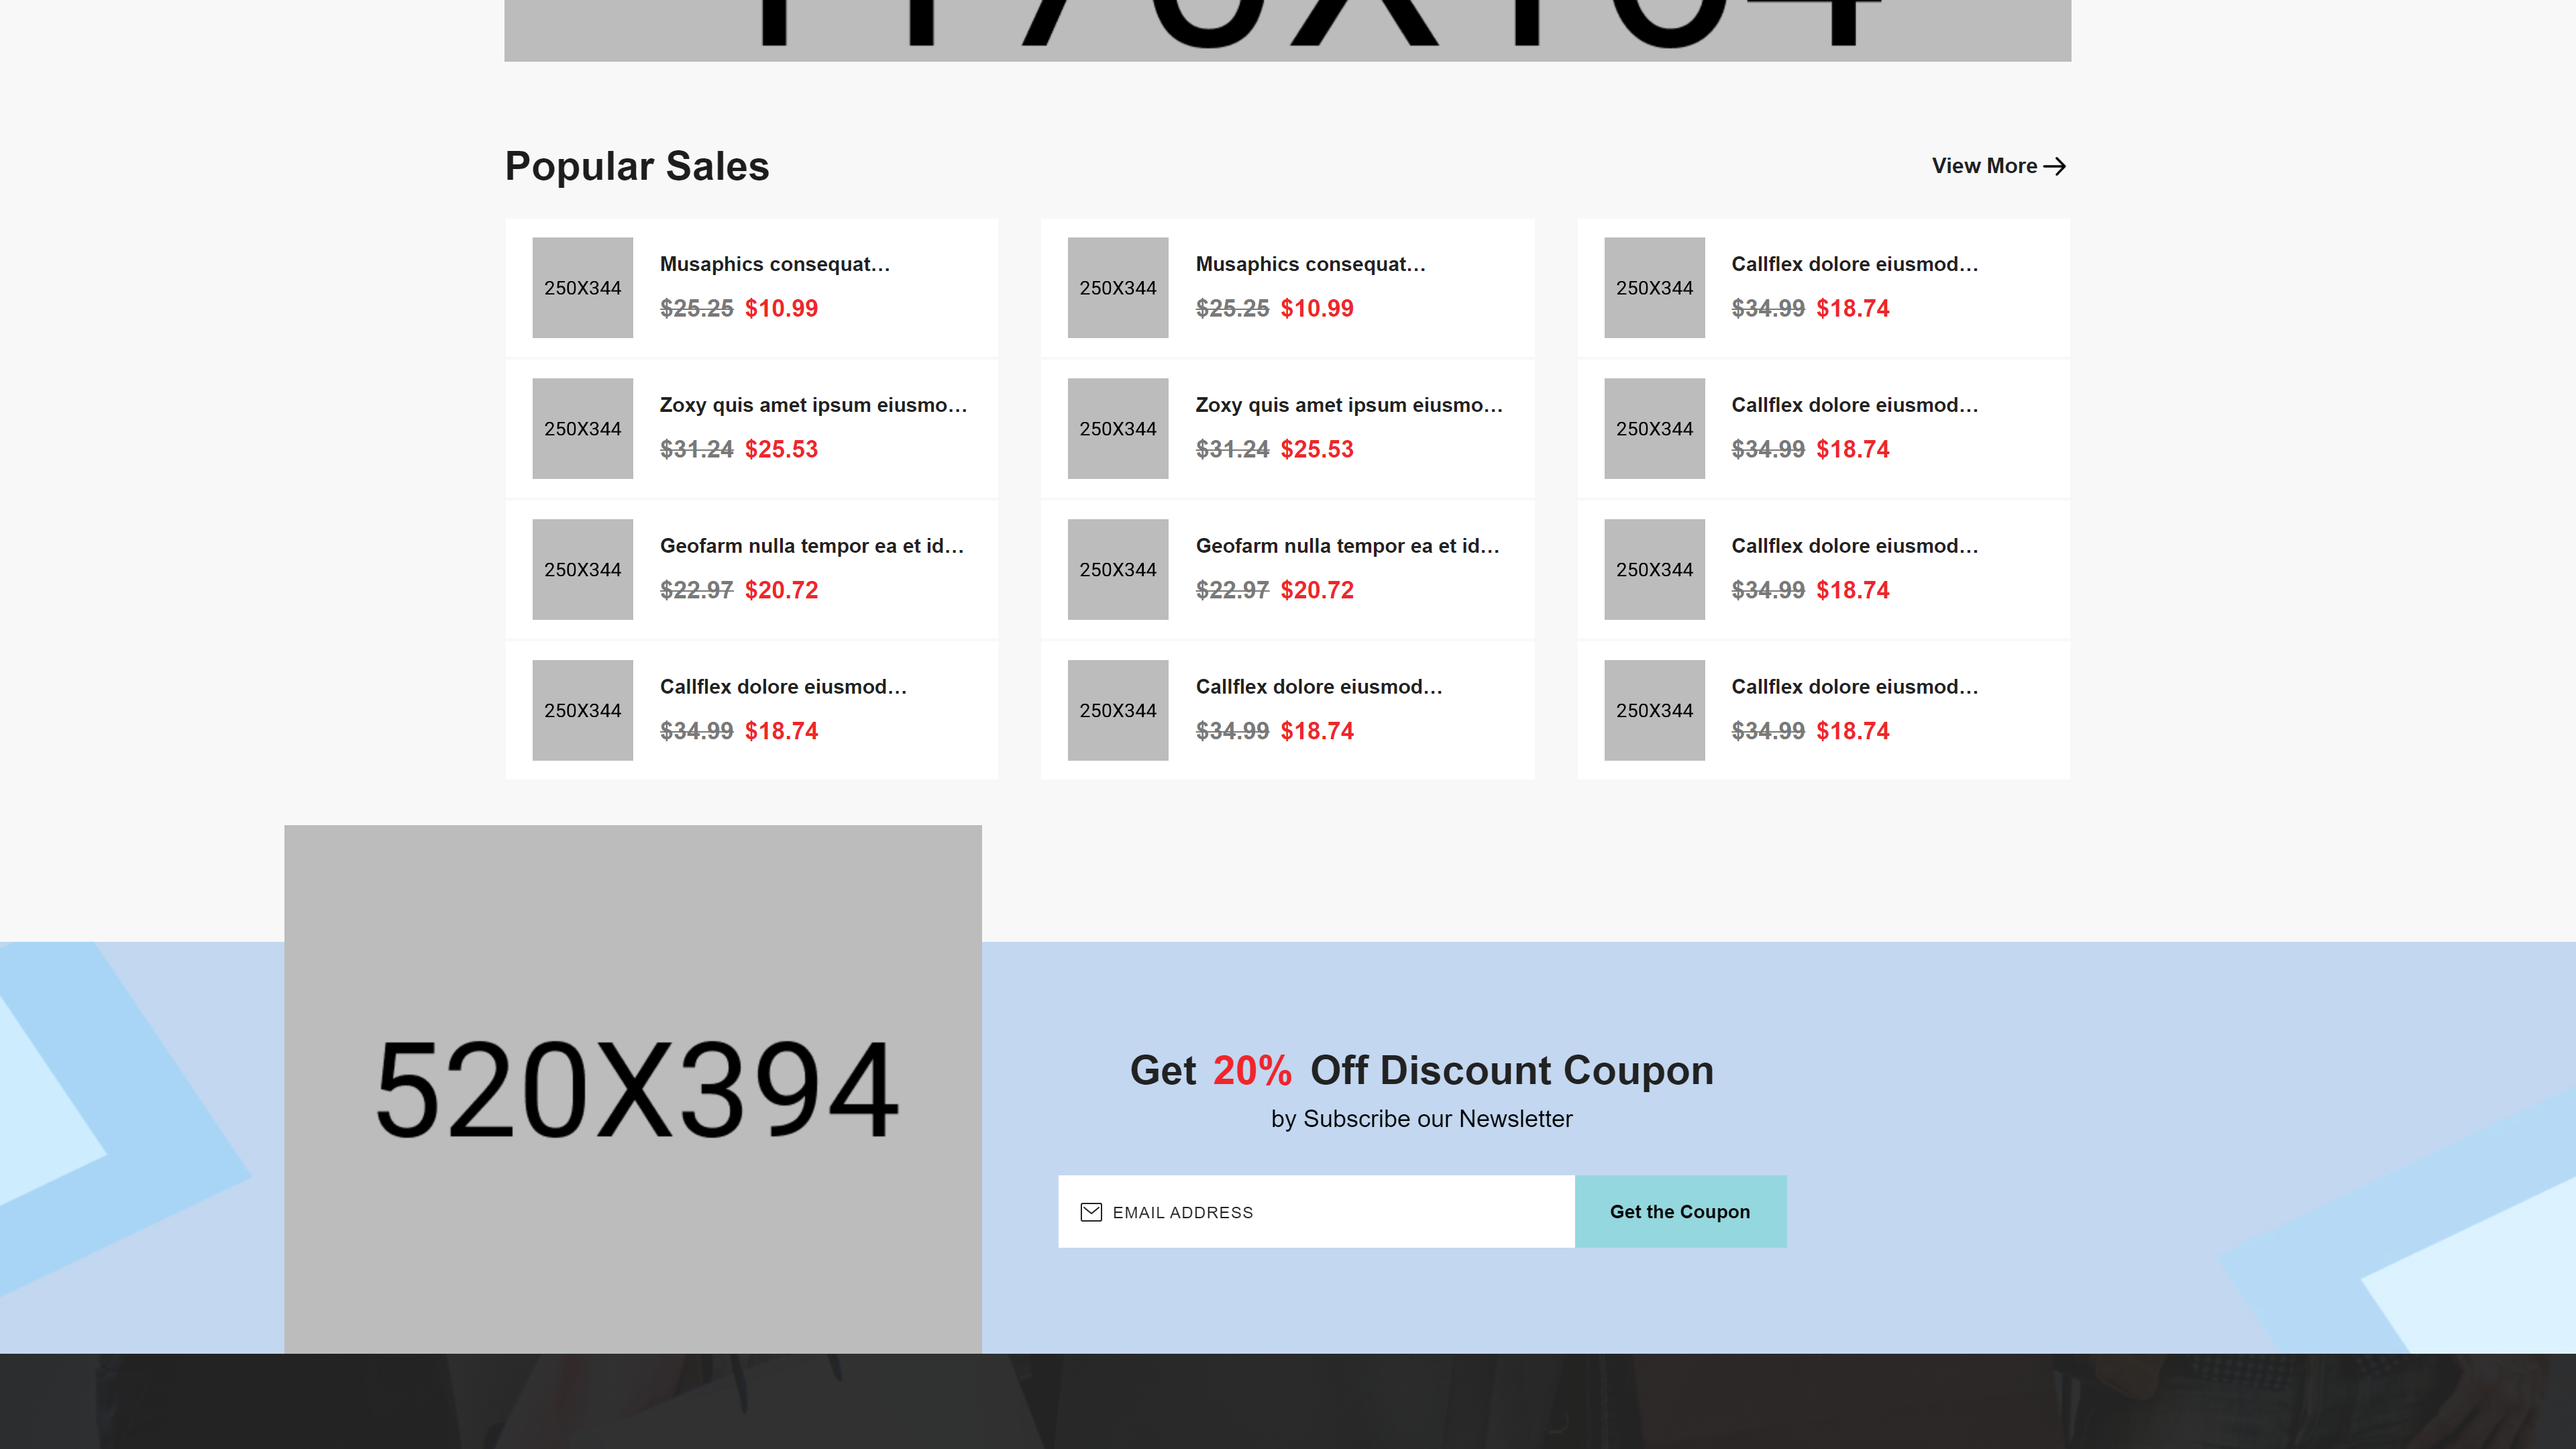 1170X164
Popular Sales
View More
250X344
Musaphics consequat...
$25.25 $10.99
250X344
Musaphics consequat...
$25.25 $10.99
250X344
Callflex dolore eiusmod...
$34.99 $18.74
250X344
Zoxy quis amet ipsum eiusmo...
$31.24 $25.53
250X344
Zoxy quis amet ipsum eiusmo...
$31.24 $25.53
250X344
Callflex dolore eiusmod...
$34.99 $18.74
250X344
Geofarm nulla tempor ea et id...
$22.97 $20.72
250X344
Geofarm nulla tempor ea et id...
$22.97 $20.72
250X344
Callflex dolore eiusmod...
$34.99 $18.74
250X344
Callflex dolore eiusmod...
$34.99 $18.74
250X344
Callflex dolore eiusmod...
$34.99 $18.74
250X344
Callflex dolore eiusmod...
$34.99 $18.74
520X394
Get 20% Off Discount Coupon
by Subscribe our Newsletter
EMAIL ADDRESS
Get the Coupon